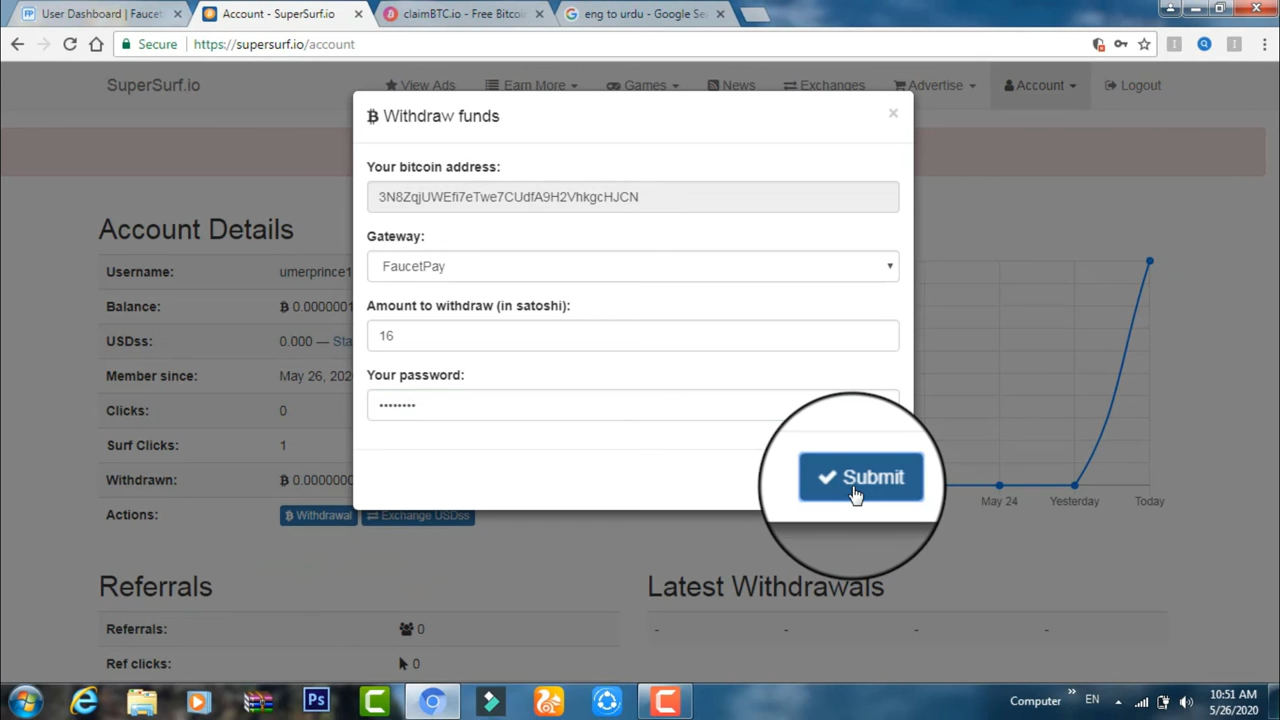 User Dashboard | Faucet
Account - SuperSurf.io
claimBTC.io - Free Bitcoi
eng to urdu - Google Se
Secure
https://supersurf.io/account
SuperSurf.io
View Ads
Earn More
Games
News
Exchanges
Advertise
Account
Logout
Withdraw funds
×
Your bitcoin address:
3N8ZqjUWEfi7eTwe7CUdfA9H2VhkgcHJCN
Gateway:
FaucetPay
Amount to withdraw (in satoshi):
16
Your password:
••••••••
Submit
Account Details
Username: umerprince1
Balance: ₿ 0.0000001
USDss: 0.000 — Sta
Member since: May 26, 202
Clicks: 0
Surf Clicks: 1
Withdrawn: ₿ 0.0000000
Actions: Withdrawal Exchange USDss
May 24 Yesterday Today
Referrals
Referrals: 0
Ref clicks: 0
Latest Withdrawals
- - - -
Ps
Computer
»
EN
10:51 AM
5/26/2020